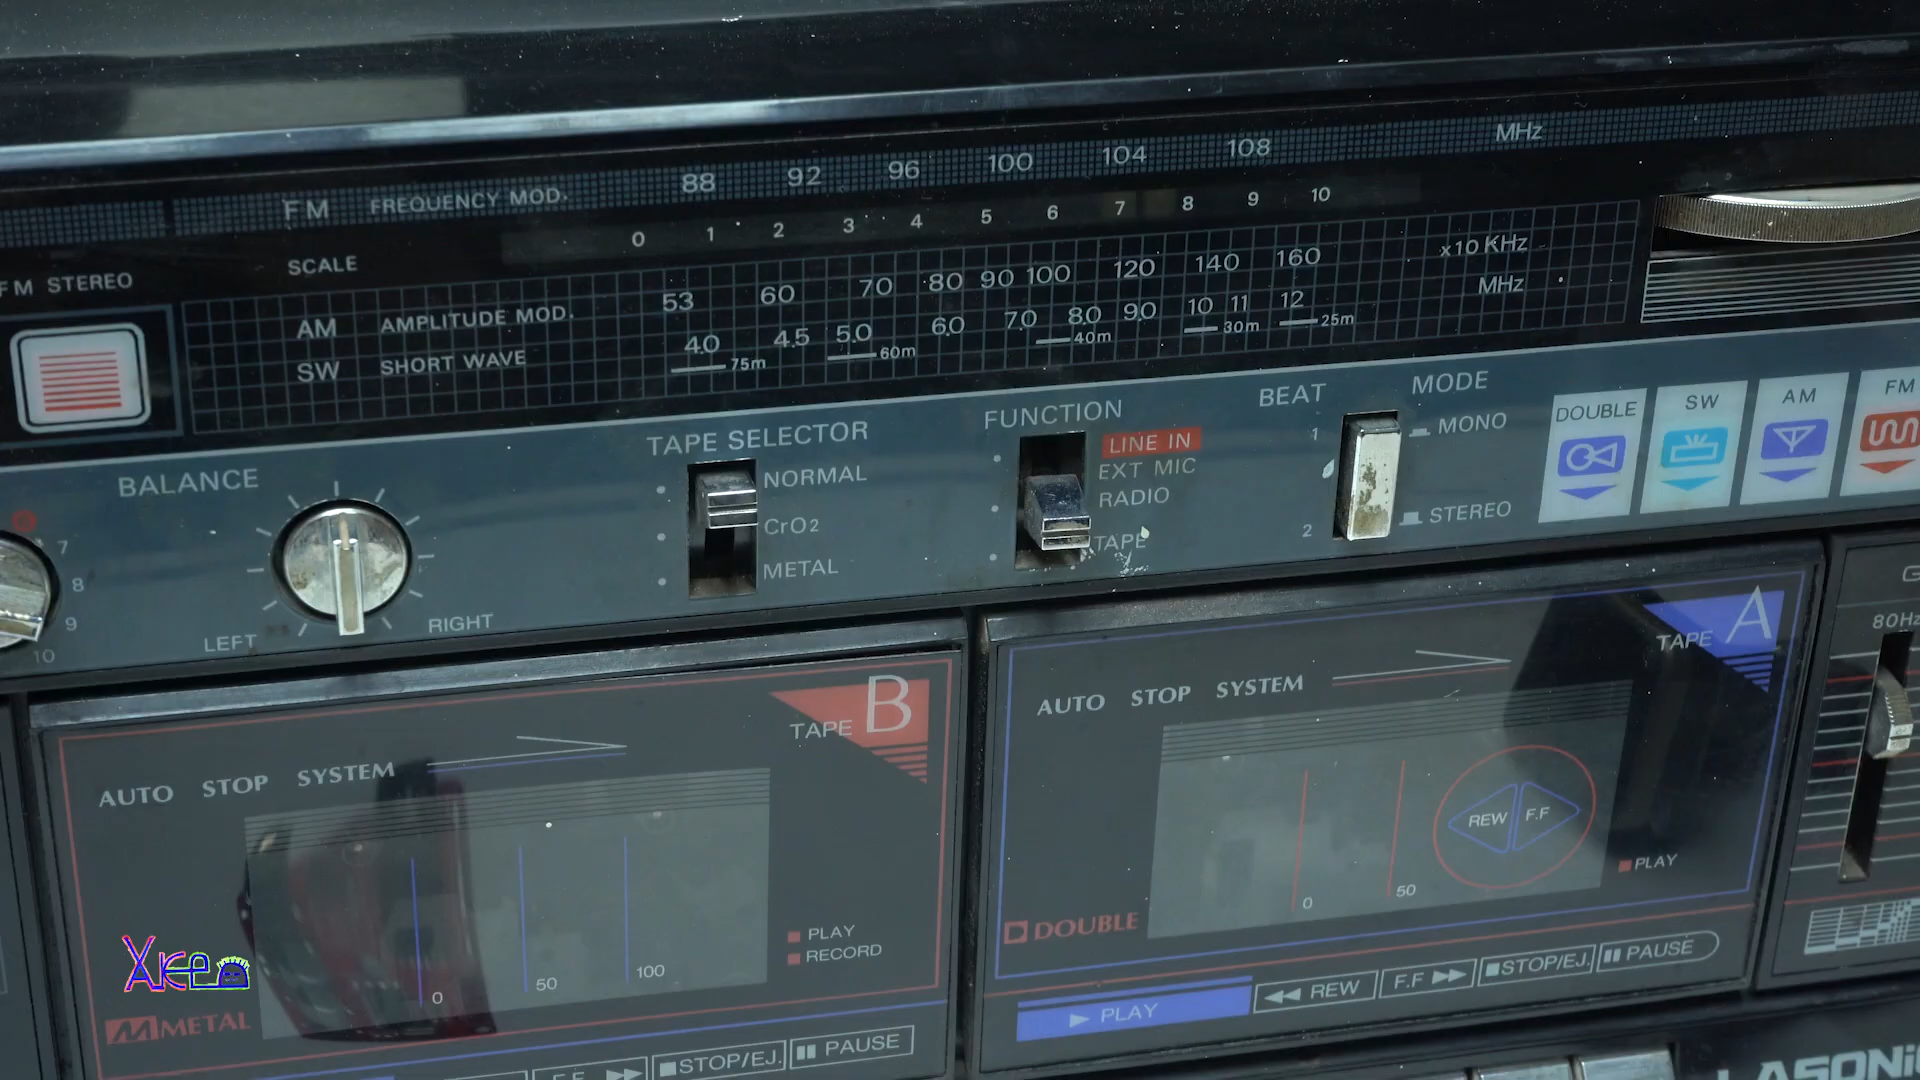 88 92 96 100 104 108 MHz
FM FREQUENCY MOD.
0 1 2 3 4 5 6 7 8 9 10
SCALE
FM STEREO
53 60 70 80 90 100 120 140 160 x10 KHz
AM AMPLITUDE MOD.
4.0 4.5 5.0 6.0 7.0 8.0 9.0 10 11 12 MHz
SW SHORT WAVE
75m 60m 40m 30m 25m
BALANCE
LEFT RIGHT
7
8
9
10
TAPE SELECTOR
NORMAL
CrO2
METAL
FUNCTION
LINE IN
EXT MIC
RADIO
TAPE
BEAT
1
2
MODE
MONO
STEREO
DOUBLE
SW
AM
FM
TAPE B
AUTO STOP SYSTEM
0 50 100
PLAY
RECORD
METAL
F.F STOP/EJ. PAUSE
TAPE A
AUTO STOP SYSTEM
REW F.F
0 50
PLAY
DOUBLE
PLAY REW F.F STOP/EJ. PAUSE
80Hz
LASONIC